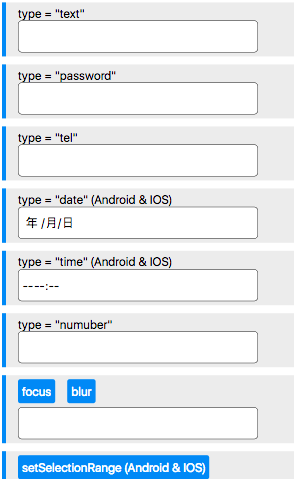 type = "text"
type = "password"
type = "tel"
type = "date" (Android & IOS)
年 /月/日
type = "time" (Android & IOS)
----:--
type = "numuber"
focus blur
setSelectionRange (Android & IOS)